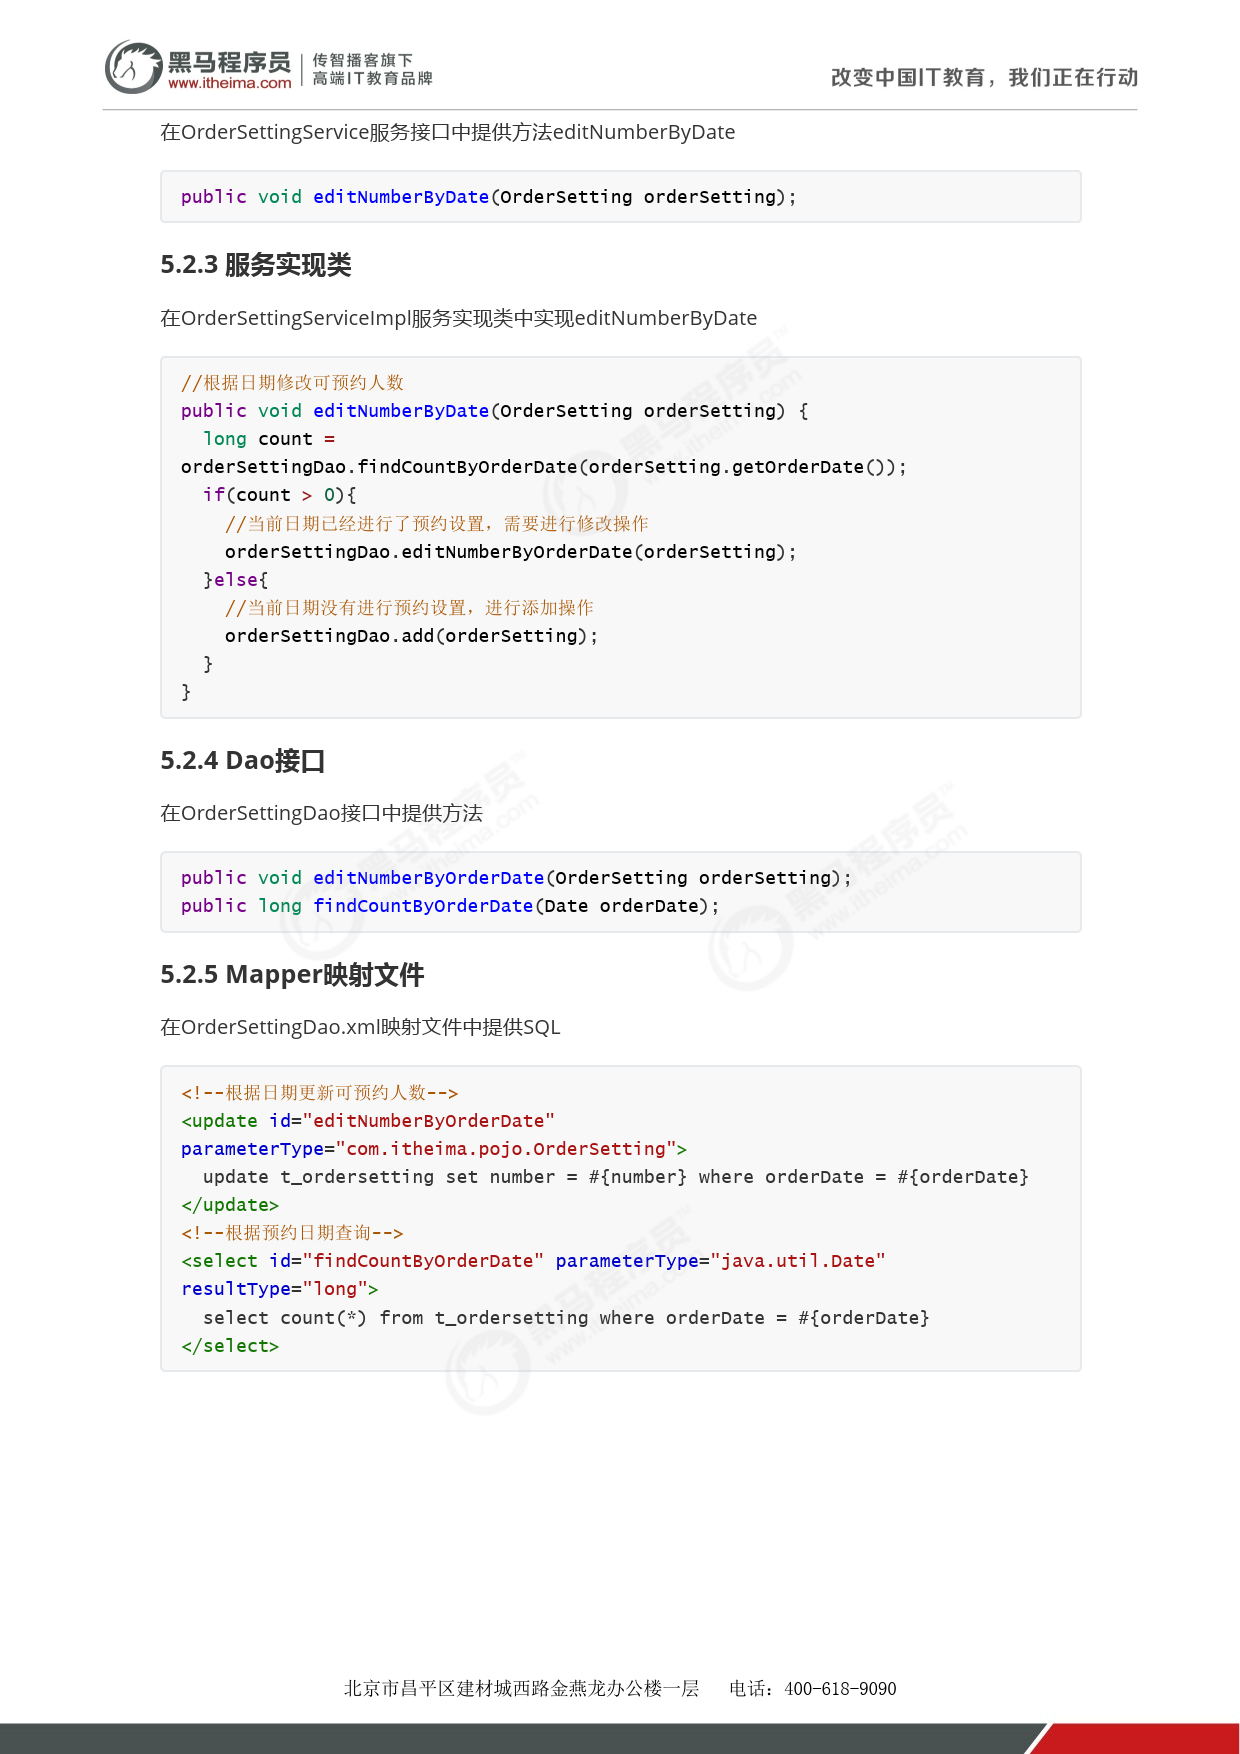 黑马程序员
www.itheima.com
传智播客旗下
高端IT教育品牌
改变中国IT教育，我们正在行动
在OrderSettingService服务接口中提供方法editNumberByDate
public void editNumberByDate(OrderSetting orderSetting);
5.2.3 服务实现类
在OrderSettingServiceImpl服务实现类中实现editNumberByDate
//根据日期修改可预约人数
public void editNumberByDate(OrderSetting orderSetting) {
  long count =
orderSettingDao.findCountByOrderDate(orderSetting.getOrderDate());
  if(count > 0){
    //当前日期已经进行了预约设置，需要进行修改操作
    orderSettingDao.editNumberByOrderDate(orderSetting);
  }else{
    //当前日期没有进行预约设置，进行添加操作
    orderSettingDao.add(orderSetting);
  }
}
5.2.4 Dao接口
在OrderSettingDao接口中提供方法
public void editNumberByOrderDate(OrderSetting orderSetting);
public long findCountByOrderDate(Date orderDate);
5.2.5 Mapper映射文件
在OrderSettingDao.xml映射文件中提供SQL
<!--根据日期更新可预约人数-->
<update id="editNumberByOrderDate"
parameterType="com.itheima.pojo.OrderSetting">
  update t_ordersetting set number = #{number} where orderDate = #{orderDate}
</update>
<!--根据预约日期查询-->
<select id="findCountByOrderDate" parameterType="java.util.Date"
resultType="long">
  select count(*) from t_ordersetting where orderDate = #{orderDate}
</select>
北京市昌平区建材城西路金燕龙办公楼一层 电话：400-618-9090